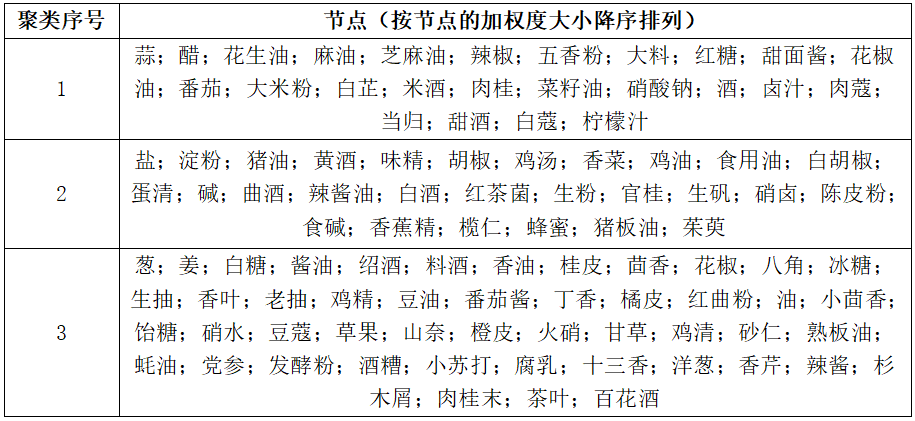 聚类序号 节点（按节点的加权度大小降序排列）
蒜；醋；花生油；麻油；芝麻油；辣椒；五香粉；大料；红糖；甜面酱；花椒
1 油；番茄；大米粉；白芷；米酒；肉桂；菜籽油；硝酸钠；酒；卤汁；肉蔻；
当归；甜酒；白蔻；柠檬汁
盐；淀粉；猪油；黄酒；味精；胡椒；鸡汤；香菜；鸡油；食用油；白胡椒；
2 蛋清；碱；曲酒；辣酱油；白酒；红茶菌；生粉；官桂；生矾；硝卤；陈皮粉；
食碱；香蕉精；榄仁；蜂蜜；猪板油；茱萸
葱；姜；白糖；酱油；绍酒；料酒；香油；桂皮；茴香；花椒；八角；冰糖；
生抽；香叶；老抽；鸡精；豆油；番茄酱；丁香；橘皮；红曲粉；油；小茴香；
3 饴糖；硝水；豆蔻；草果；山奈；橙皮；火硝；甘草；鸡清；砂仁；熟板油；
蚝油；党参；发酵粉；酒糟；小苏打；腐乳；十三香；洋葱；香芹；辣酱；杉
木屑；肉桂末；茶叶；百花酒